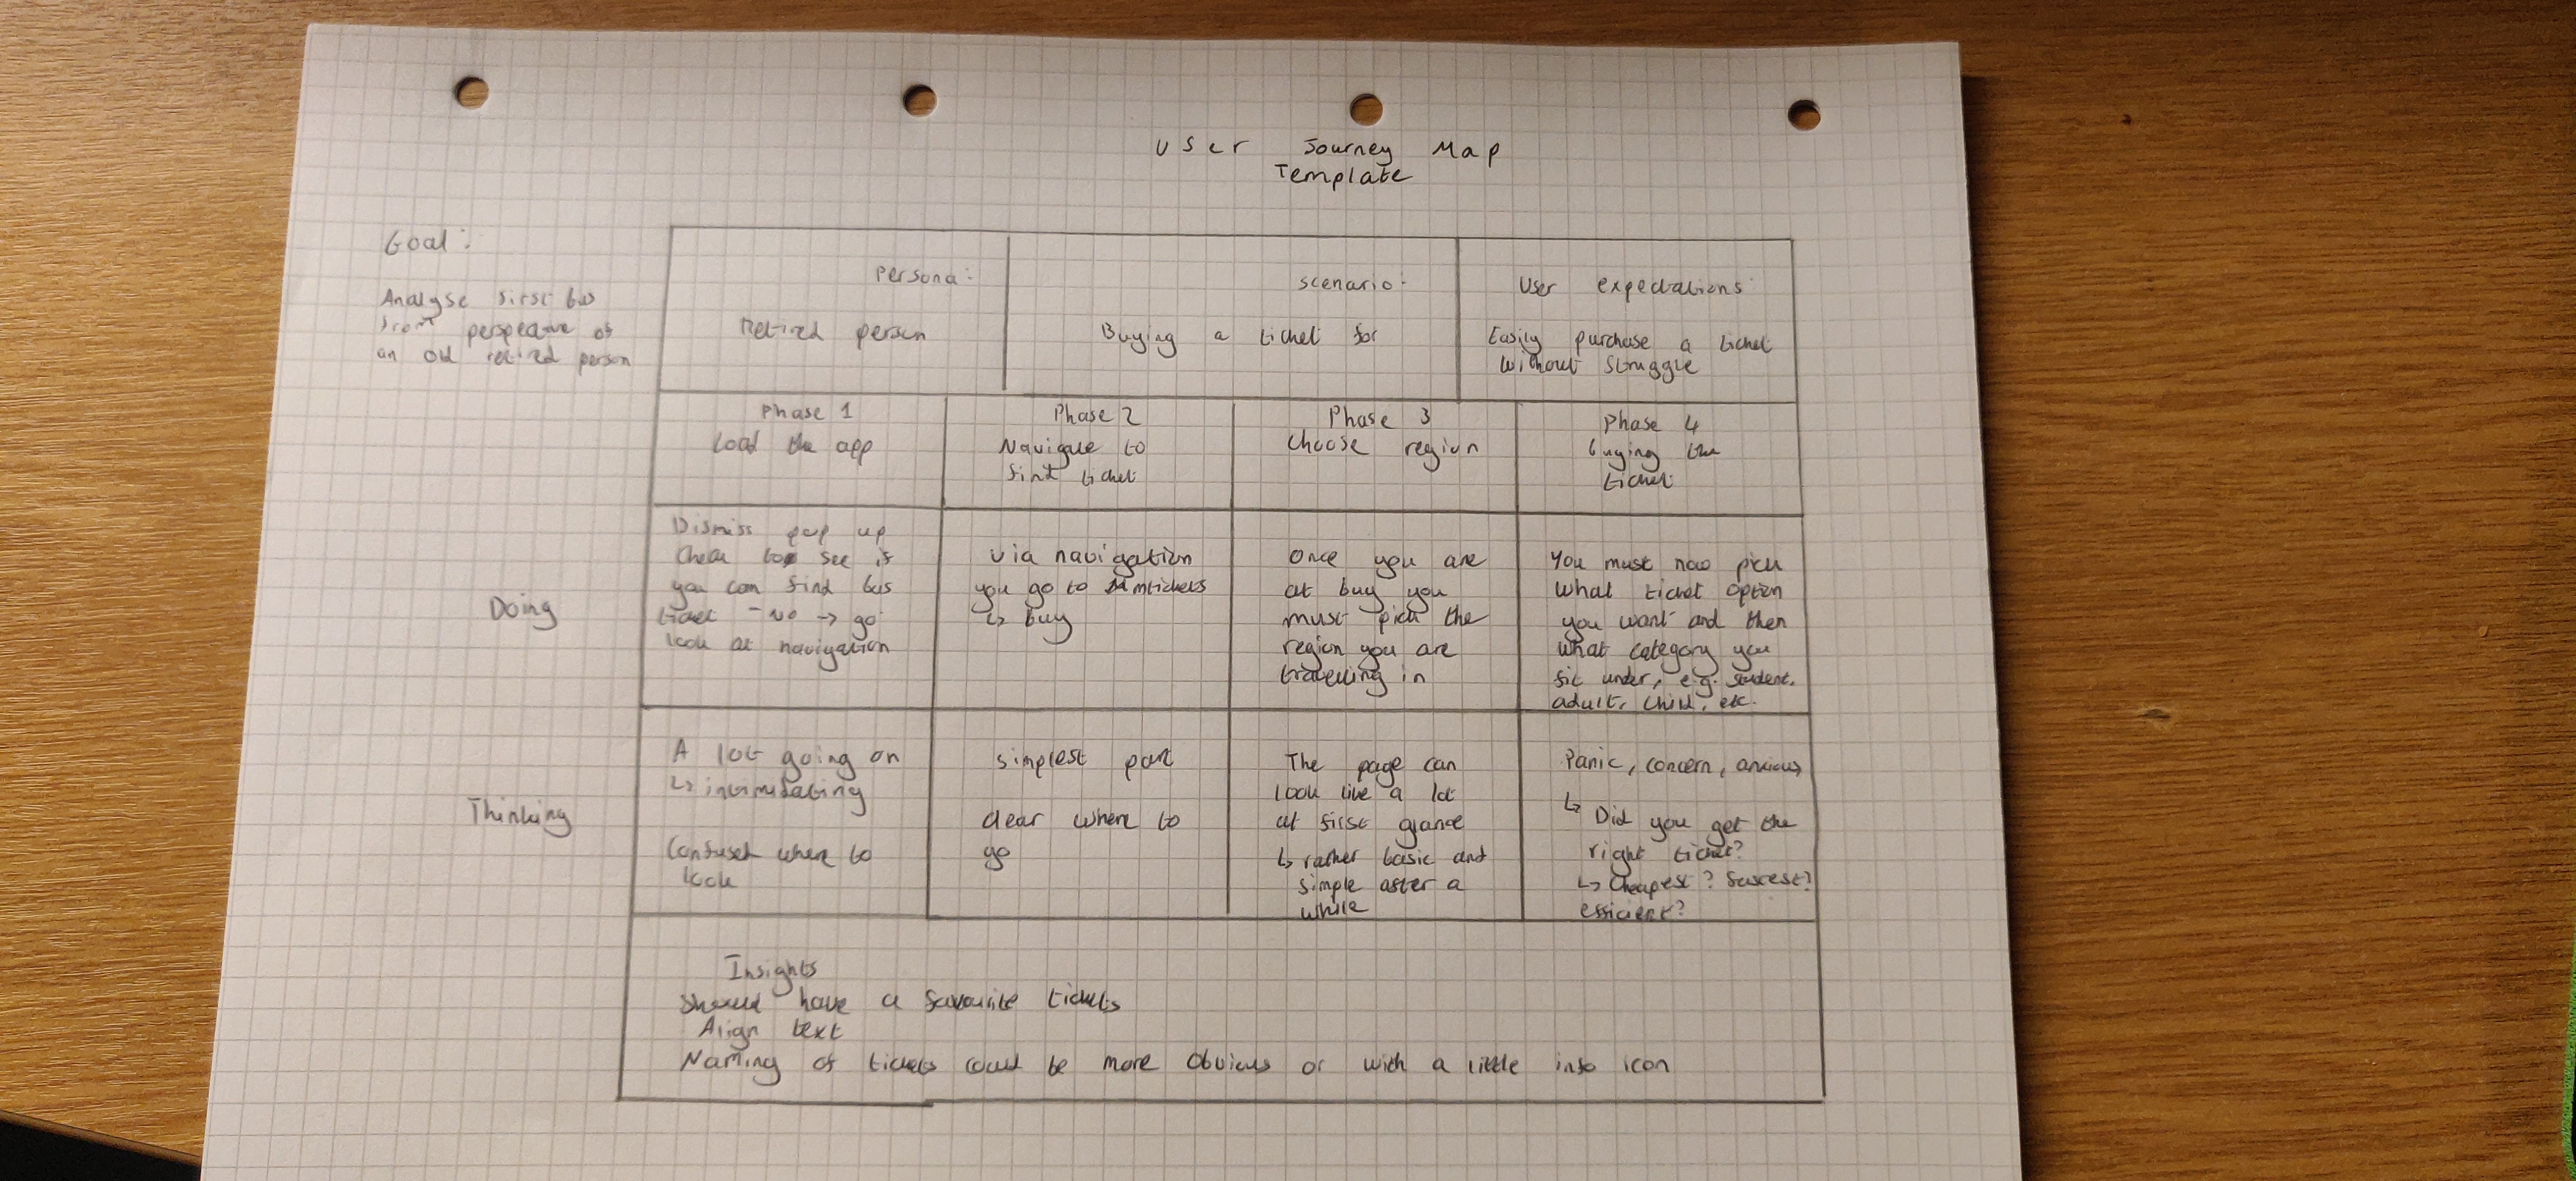 User Journey Map
Template
Goal:
Analyse first bus
from perspective of
an old retired person
Persona:
Retired person
Scenario:
Buying a ticket for
User expectations:
Easily purchase a ticket
without struggle
Phase 1
Load the app
Phase 2
Navigate to
find ticket
Phase 3
Choose region
Phase 4
buying the
ticket
Doing
Dismiss pop up
Check to see if
you can find bus
ticket - No -> go
look at navigation
via navigation
you go to mtickets
↳ buy
Once you are
at buy you
must pick the
region you are
travelling in
You must now pick
what ticket option
you want and then
what category you
fit under, e.g. student,
adult, child, etc.
Thinking
A lot going on
↳ intimidating
Confused where to
look
simplest part
clear where to
go
The page can
look like a lot
at first glance
↳ rather basic and
simple after a
while
Panic, concern, anxious
↳ Did you get the
right ticket?
↳ Cheapest? fastest?
efficient?
Insights
Should have a favourite tickets
Align text
Naming of tickets could be more obvious or with a little info icon